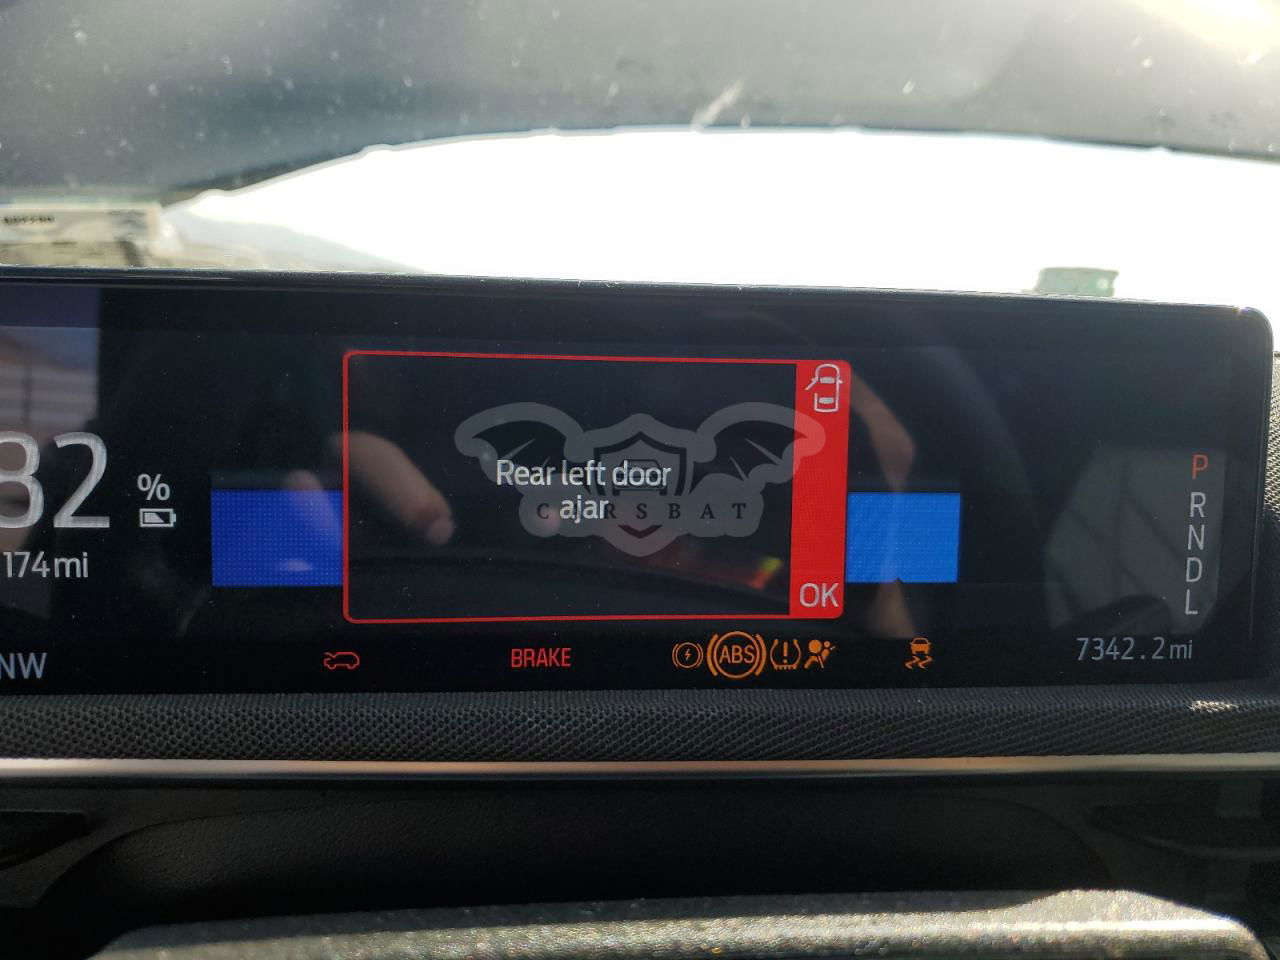 82 %
174mi
NW
Rear left door
ajar
CARSBAT
OK
BRAKE
ABS
!
P
R
N
D
L
7342.2mi